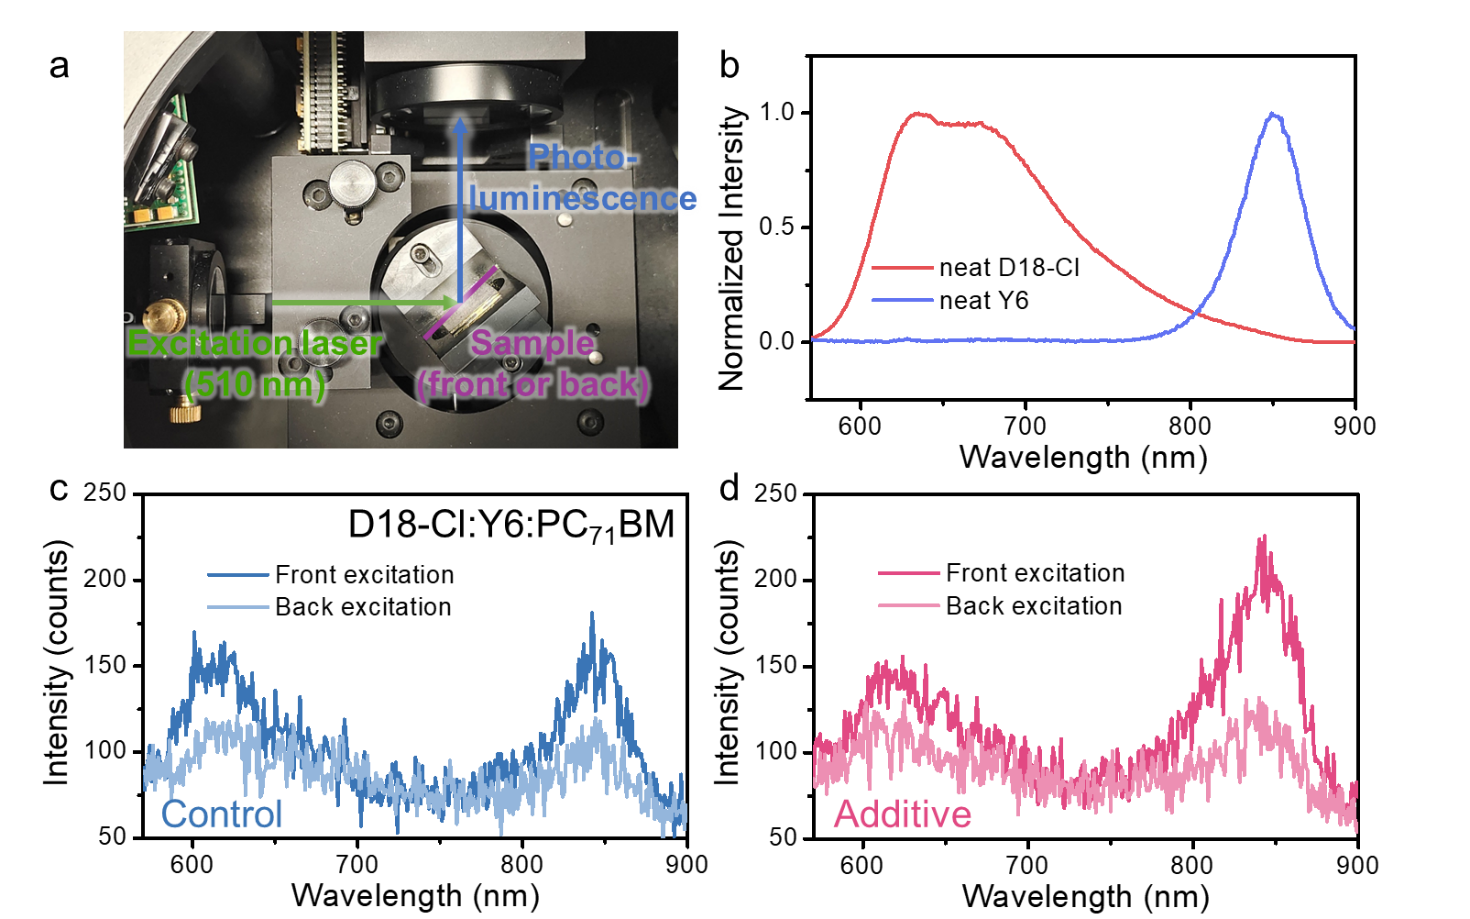 a
Photo-
luminescence
Excitation laser
(510 nm)
Sample
(front or back)
b
Normalized Intersity
1.0
0.5
0.0
neat D18-Cl
neat Y6
600
700
800
900
Wavelength (nm)
c
Intensity (counts)
250
200
150
100
50
D18-Cl:Y6:PC71BM
Front excitation
Back excitation
Control
600
700
800
900
Wavelength (nm)
d
Intensity (counts)
250
200
150
100
50
Front excitation
Back excitation
Additive
600
700
800
900
Wavelength (nm)